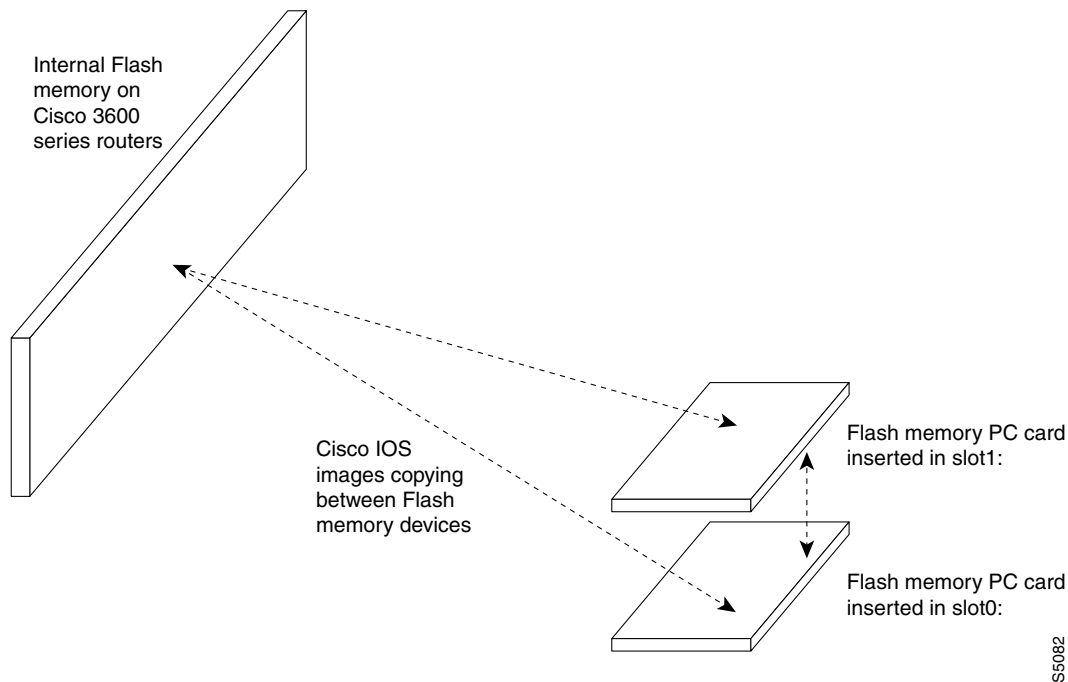 Internal Flash
memory on
Cisco 3600
series routers
Cisco IOS
images copying
between Flash
memory devices
Flash memory PC card
inserted in slot1:
Flash memory PC card
inserted in slot0:
S5082